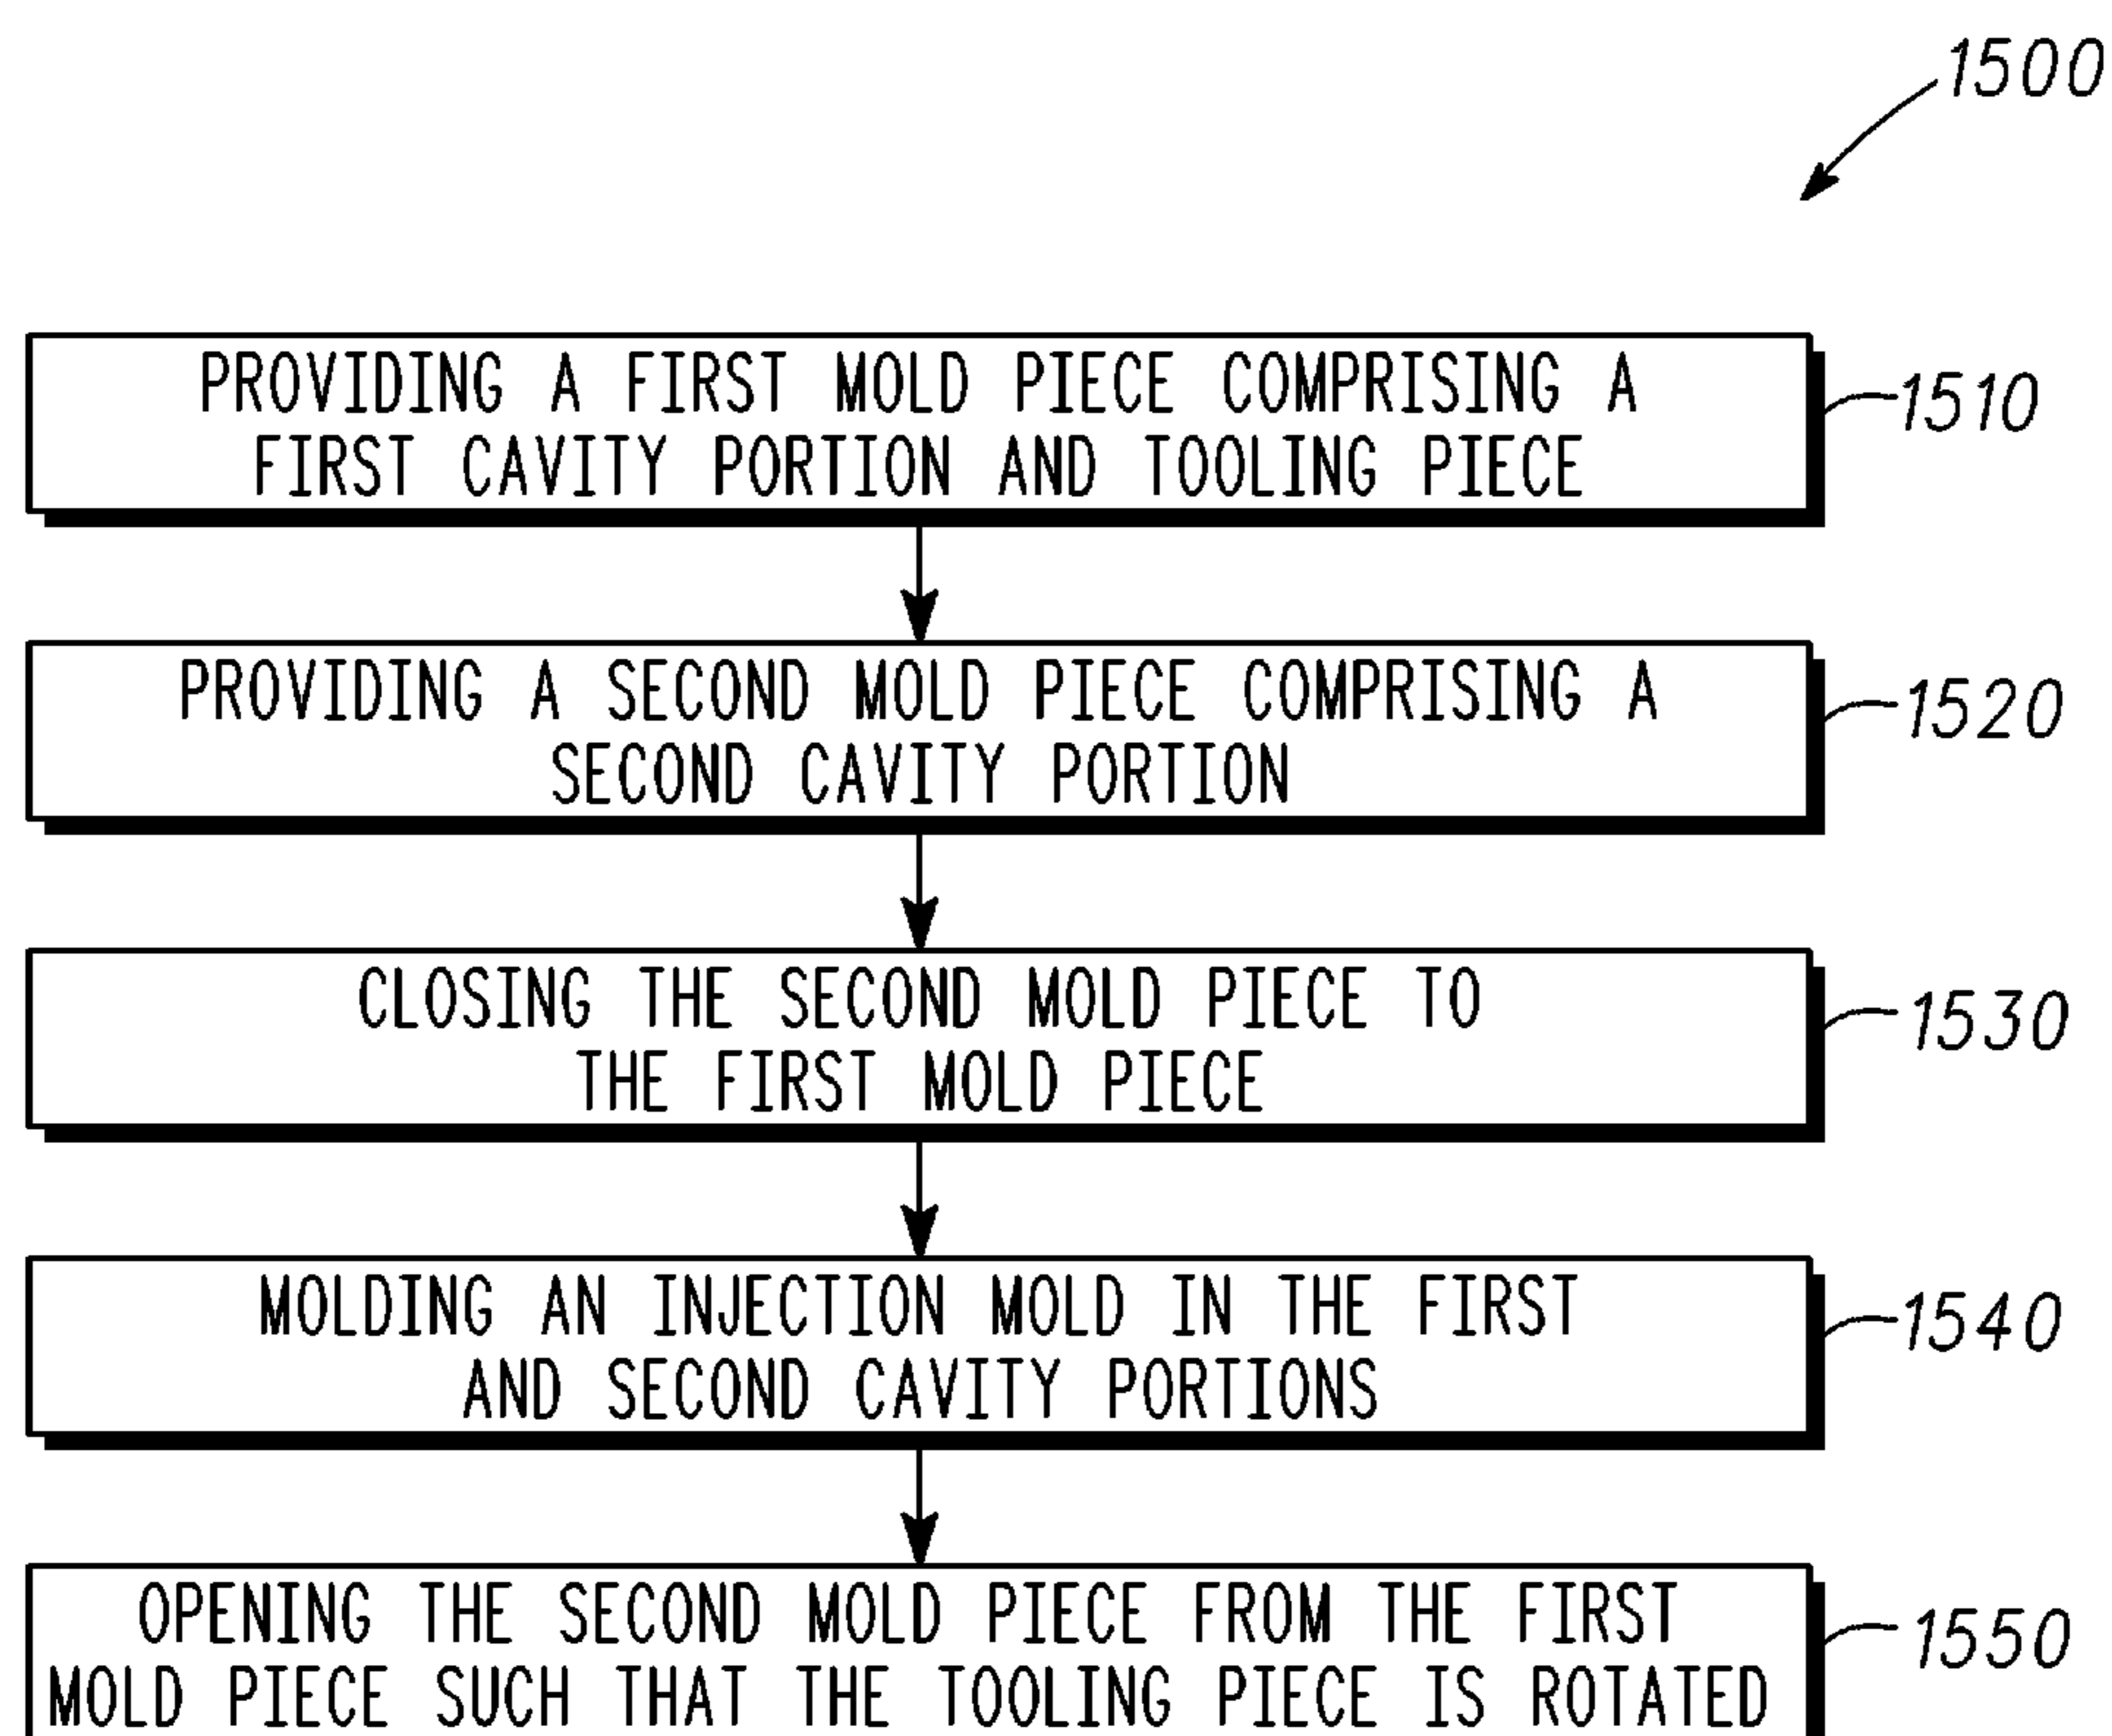 1500
PROVIDING A FIRST MOLD PIECE COMPRISING A
FIRST CAVITY PORTION AND TOOLING PIECE
1510
PROVIDING A SECOND MOLD PIECE COMPRISING A
SECOND CAVITY PORTION
1520
CLOSING THE SECOND MOLD PIECE TO
THE FIRST MOLD PIECE
1530
MOLDING AN INJECTION MOLD IN THE FIRST
AND SECOND CAVITY PORTIONS
1540
OPENING THE SECOND MOLD PIECE FROM THE FIRST
MOLD PIECE SUCH THAT THE TOOLING PIECE IS ROTATED
1550